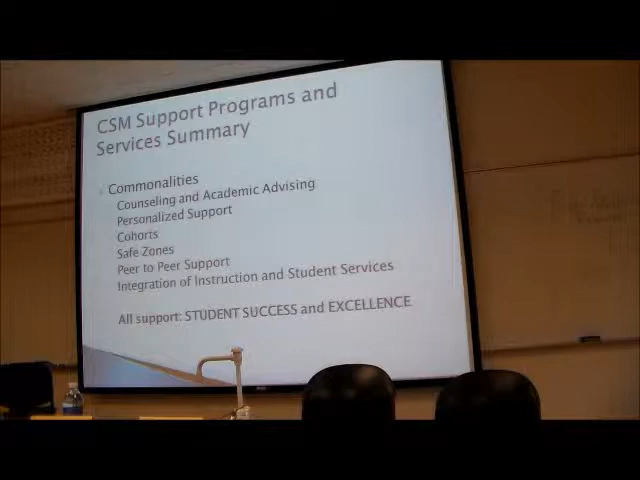 CSM Support Programs and
Services Summary
Commonalities
Counseling and Academic Advising
Personalized Support
Cohorts
Safe Zones
Peer to Peer Support
Integration of Instruction and Student Services
All support: STUDENT SUCCESS and EXCELLENCE